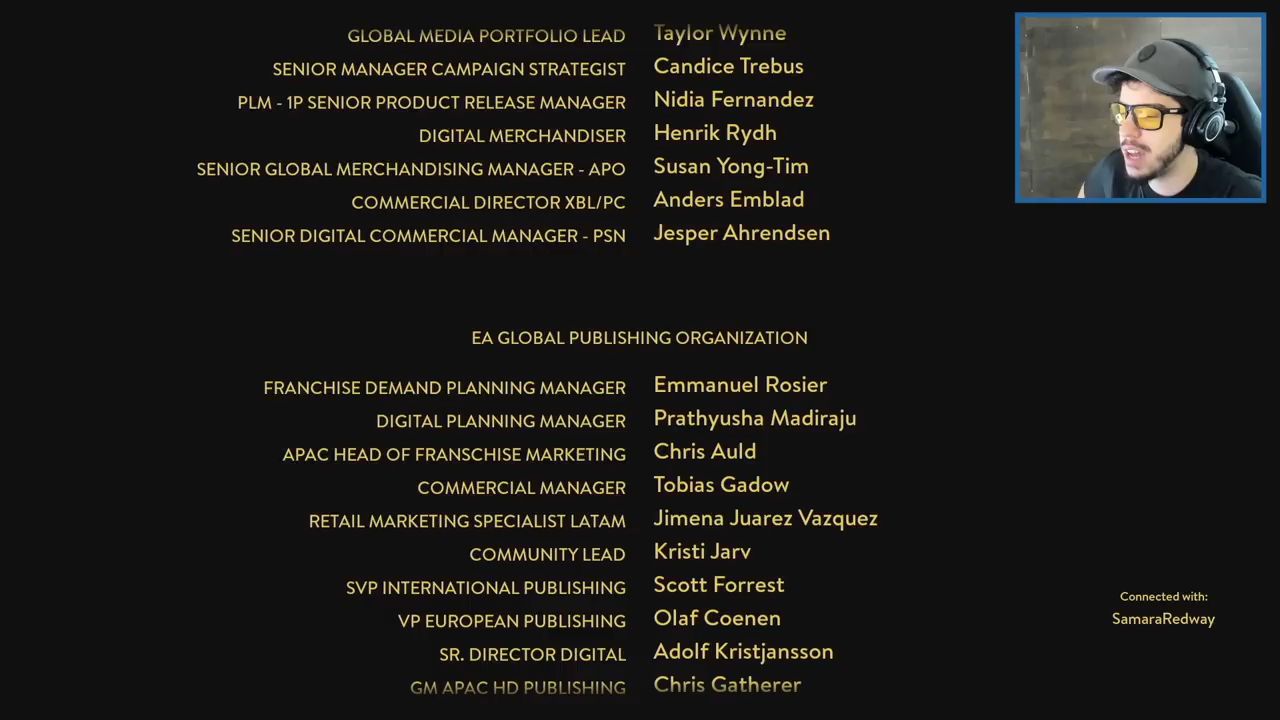 GLOBAL MEDIA PORTFOLIO LEAD Taylor Wynne
SENIOR MANAGER CAMPAIGN STRATEGIST Candice Trebus
PLM - 1P SENIOR PRODUCT RELEASE MANAGER Nidia Fernandez
DIGITAL MERCHANDISER Henrik Rydh
SENIOR GLOBAL MERCHANDISING MANAGER - APO Susan Yong-Tim
COMMERCIAL DIRECTOR XBL/PC Anders Emblad
SENIOR DIGITAL COMMERCIAL MANAGER - PSN Jesper Ahrendsen
EA GLOBAL PUBLISHING ORGANIZATION
FRANCHISE DEMAND PLANNING MANAGER Emmanuel Rosier
DIGITAL PLANNING MANAGER Prathyusha Madiraju
APAC HEAD OF FRANSCHISE MARKETING Chris Auld
COMMERCIAL MANAGER Tobias Gadow
RETAIL MARKETING SPECIALIST LATAM Jimena Juarez Vazquez
COMMUNITY LEAD Kristi Jarv
SVP INTERNATIONAL PUBLISHING Scott Forrest
VP EUROPEAN PUBLISHING Olaf Coenen
SR. DIRECTOR DIGITAL Adolf Kristjansson
GM APAC HD PUBLISHING Chris Gatherer
Connected with:
SamaraRedway